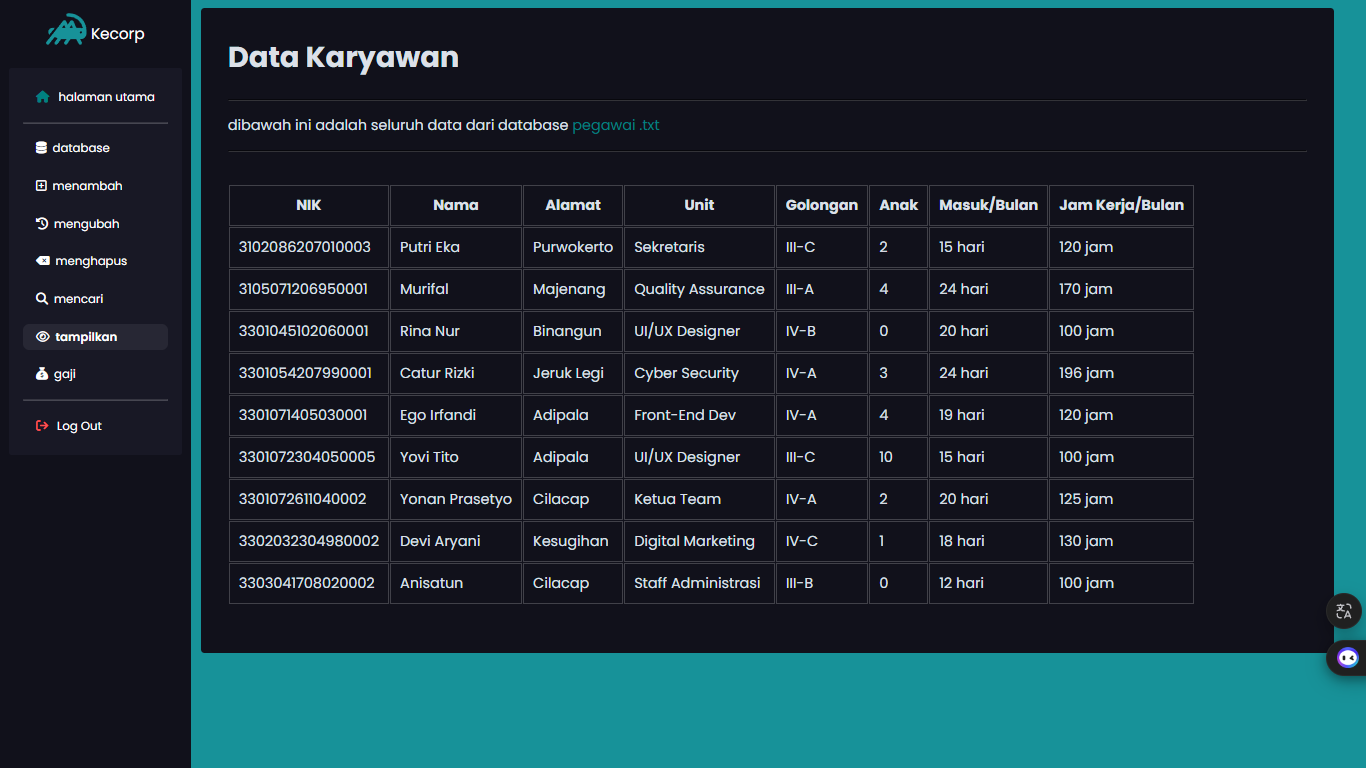 Kecorp
halaman utama
database
menambah
mengubah
menghapus
mencari
tampilkan
gaji
Log Out
Data Karyawan
dibawah ini adalah seluruh data dari database pegawai .txt
NIK Nama Alamat Unit Golongan Anak Masuk/Bulan Jam Kerja/Bulan
3102086207010003 Putri Eka Purwokerto Sekretaris III-C 2 15 hari 120 jam
3105071206950001 Murifal Majenang Quality Assurance III-A 4 24 hari 170 jam
3301045102060001 Rina Nur Binangun UI/UX Designer IV-B 0 20 hari 100 jam
3301054207990001 Catur Rizki Jeruk Legi Cyber Security IV-A 3 24 hari 196 jam
3301071405030001 Ego Irfandi Adipala Front-End Dev IV-A 4 19 hari 120 jam
3301072304050005 Yovi Tito Adipala UI/UX Designer III-C 10 15 hari 100 jam
3301072611040002 Yonan Prasetyo Cilacap Ketua Team IV-A 2 20 hari 125 jam
3302032304980002 Devi Aryani Kesugihan Digital Marketing IV-C 1 18 hari 130 jam
3303041708020002 Anisatun Cilacap Staff Administrasi III-B 0 12 hari 100 jam